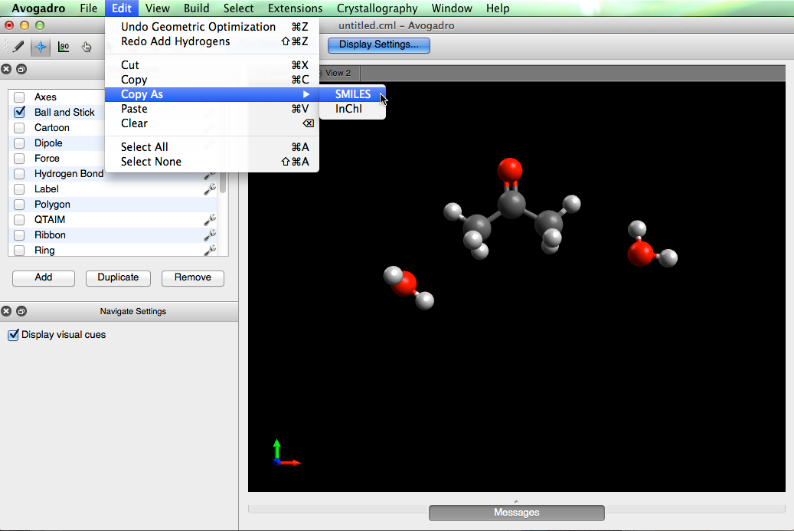 Avogadro File Edit View Build Select Extensions Crystallography Window Help
untitled.cml - Avogadro
Undo Geometric Optimization ⌘Z
Redo Add Hydrogens ⇧⌘Z
Cut ⌘X
Copy ⌘C
Copy As ▶
Paste ⌘V
Clear ⌫
Select All ⌘A
Select None ⇧⌘A
SMILES
InChI
90
Display Settings...
View 2
Axes
Ball and Stick
Cartoon
Dipole
Force
Hydrogen Bond
Label
Polygon
QTAIM
Ribbon
Ring
Add Duplicate Remove
Navigate Settings
Display visual cues
Messages